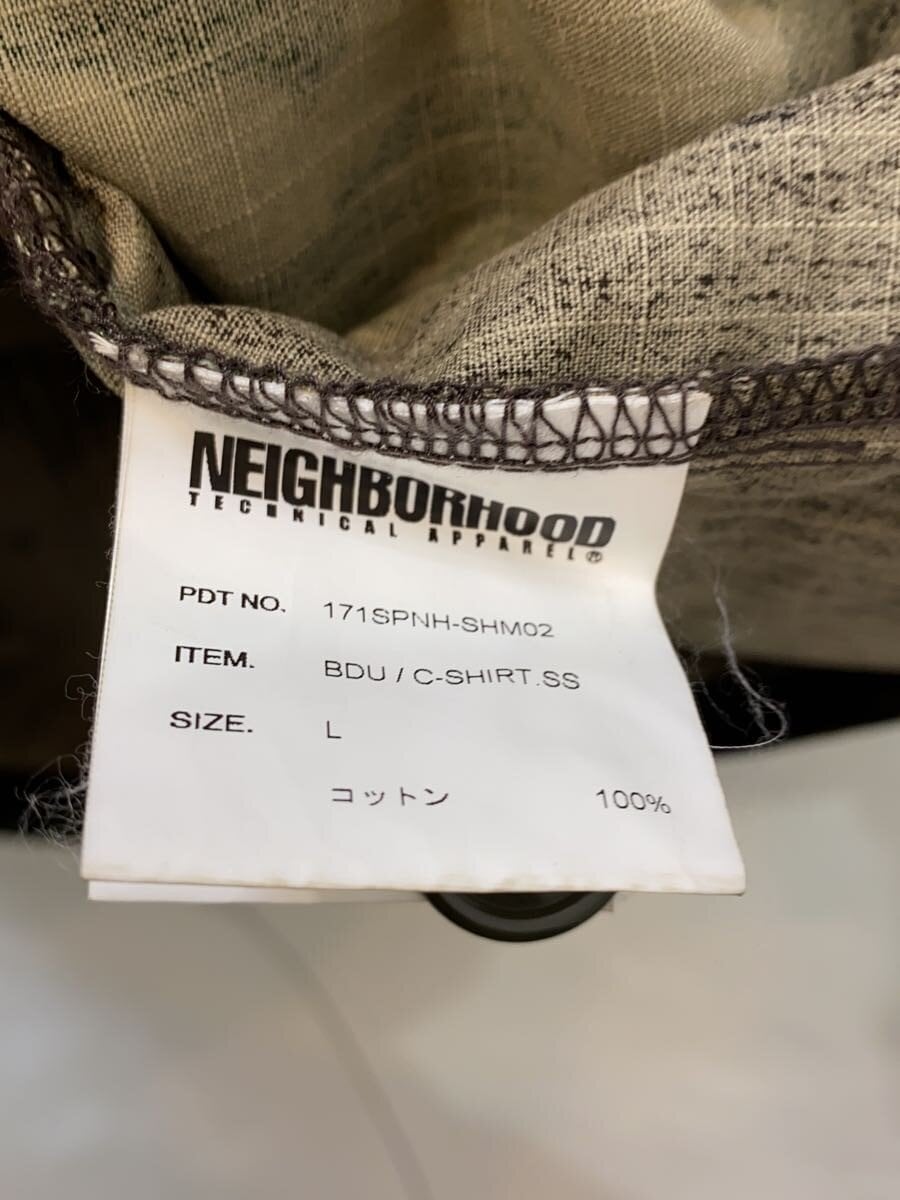 NEIGHBORHOOD
TECHNICAL APPAREL®
PDT NO. 171SPNH-SHM02
ITEM. BDU / C-SHIRT.SS
SIZE. L
コットン 100%